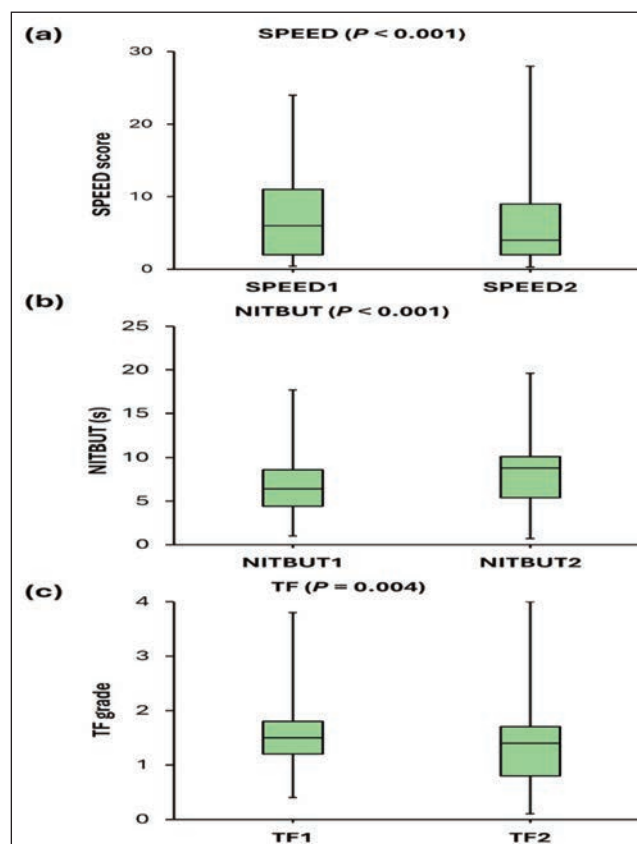 (a)
SPEED (P < 0.001)
30
20
10
0
SPEED score
SPEED1 SPEED2
(b)
NITBUT (P < 0.001)
25
20
15
10
5
0
NITBUT (s)
NITBUT1 NITBUT2
(c)
TF (P = 0.004)
4
3
2
1
0
TF grade
TF1 TF2